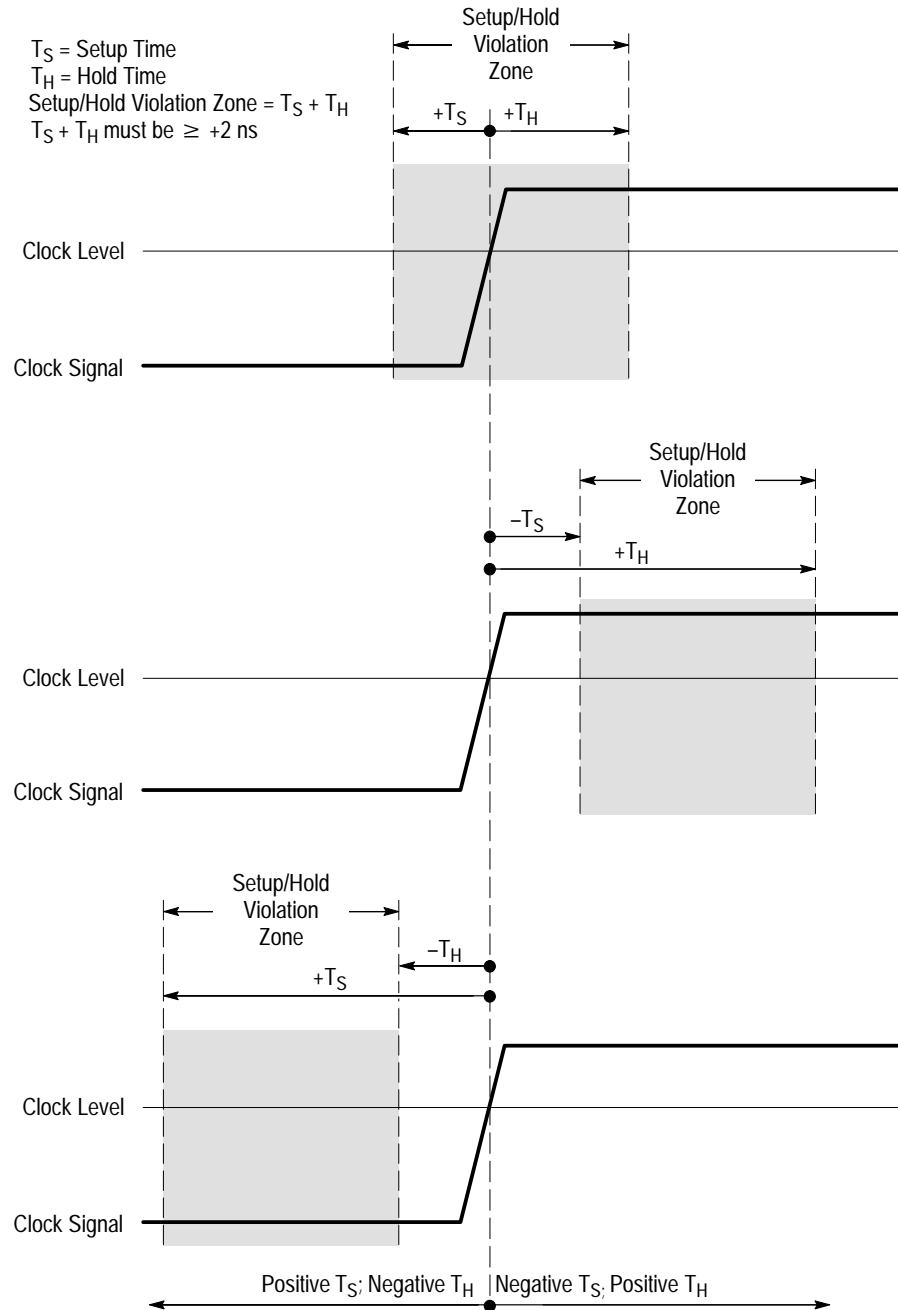 T_S = Setup Time
T_H = Hold Time
Setup/Hold Violation Zone = T_S + T_H
T_S + T_H must be ≥ +2 ns
Setup/Hold
Violation
Zone
+T_S
+T_H
Clock Level
Clock Signal
Setup/Hold
Violation
Zone
–T_S
+T_H
Clock Level
Clock Signal
Setup/Hold
Violation
Zone
–T_H
+T_S
Clock Level
Clock Signal
Positive T_S; Negative T_H
Negative T_S; Positive T_H